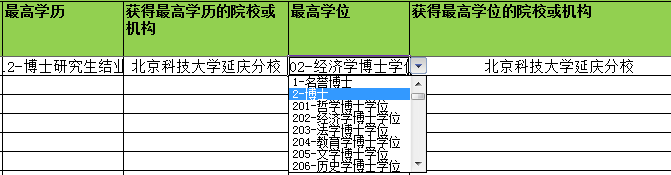 最高学历
获得最高学历的院校或
机构
最高学位
获得最高学位的院校或机构
.2-博士研究生结业
北京科技大学延庆分校
02-经济学博士学位
北京科技大学延庆分校
1-名誉博士
2-博士
201-哲学博士学位
202-经济学博士学位
203-法学博士学位
204-教育学博士学位
205-文学博士学位
206-历史学博士学位